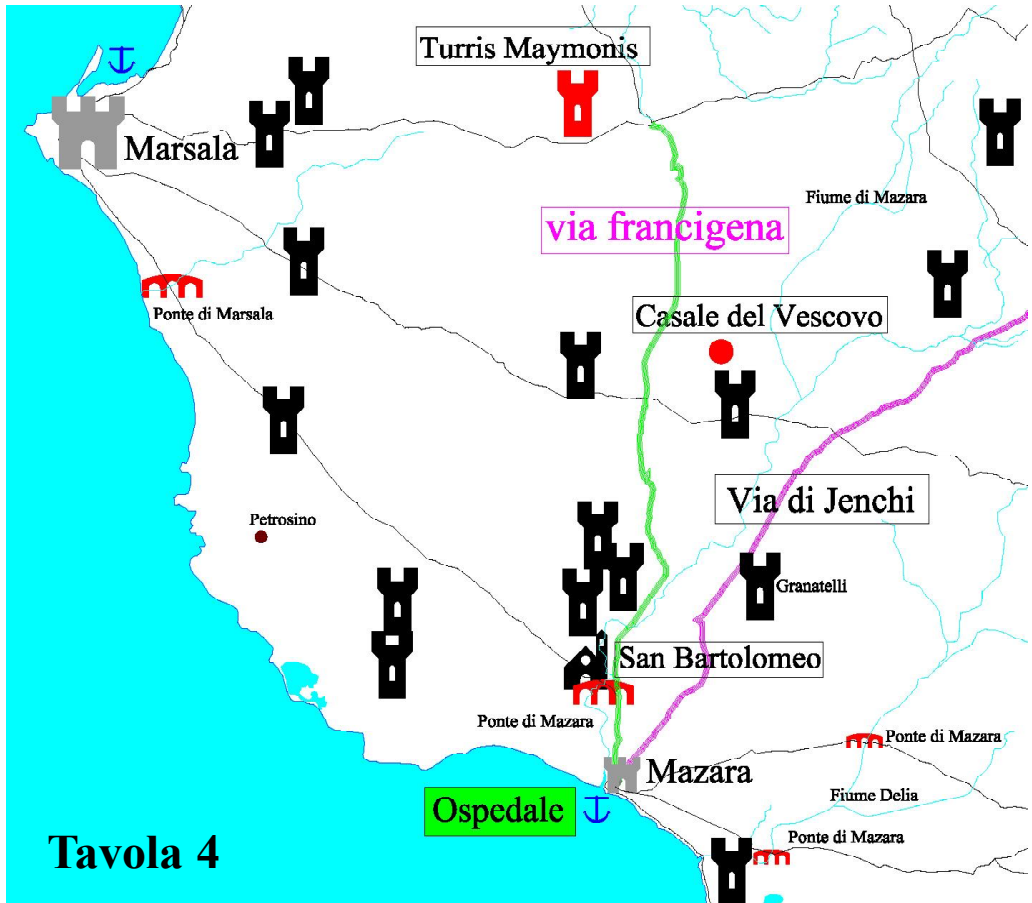 Turris Maymonis
Marsala
Fiume di Mazara
via francigena
Ponte di Marsala
Casale del Vescovo
Via di Jenchi
Petrosino
Granatelli
San Bartolomeo
Ponte di Mazara
Ponte di Mazara
Mazara
Fiume Delia
Ospedale
Ponte di Mazara
Tavola 4